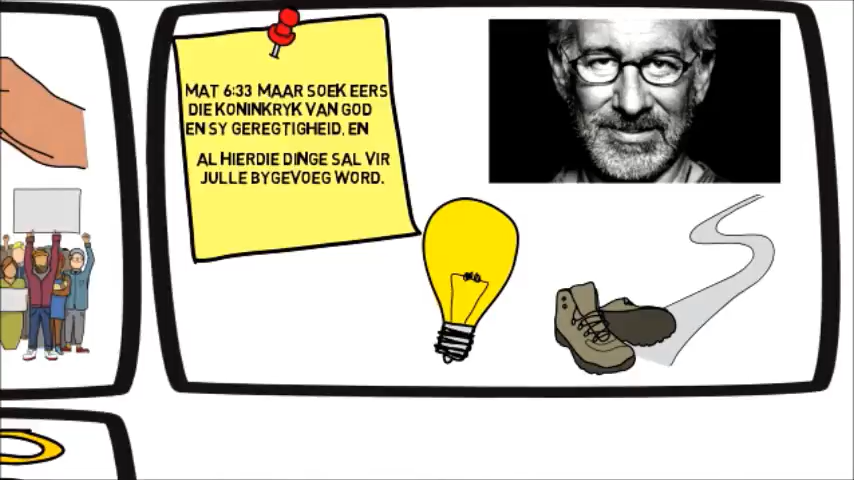 MAT 6:33 MAAR SOEK EERS
DIE KONINKRYK VAN GOD
EN SY GEREGTIGHEID, EN
AL HIERDIE DINGE SAL VIR
JULLE BYGEVOEG WORD.